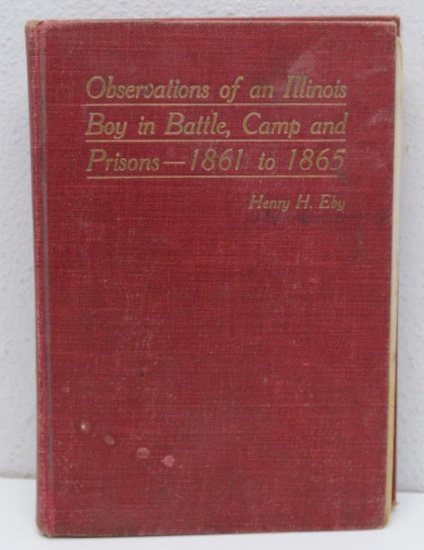 Observations of an Illinois
Boy in Battle, Camp and
Prisons—1861 to 1865
Henry H. Eby